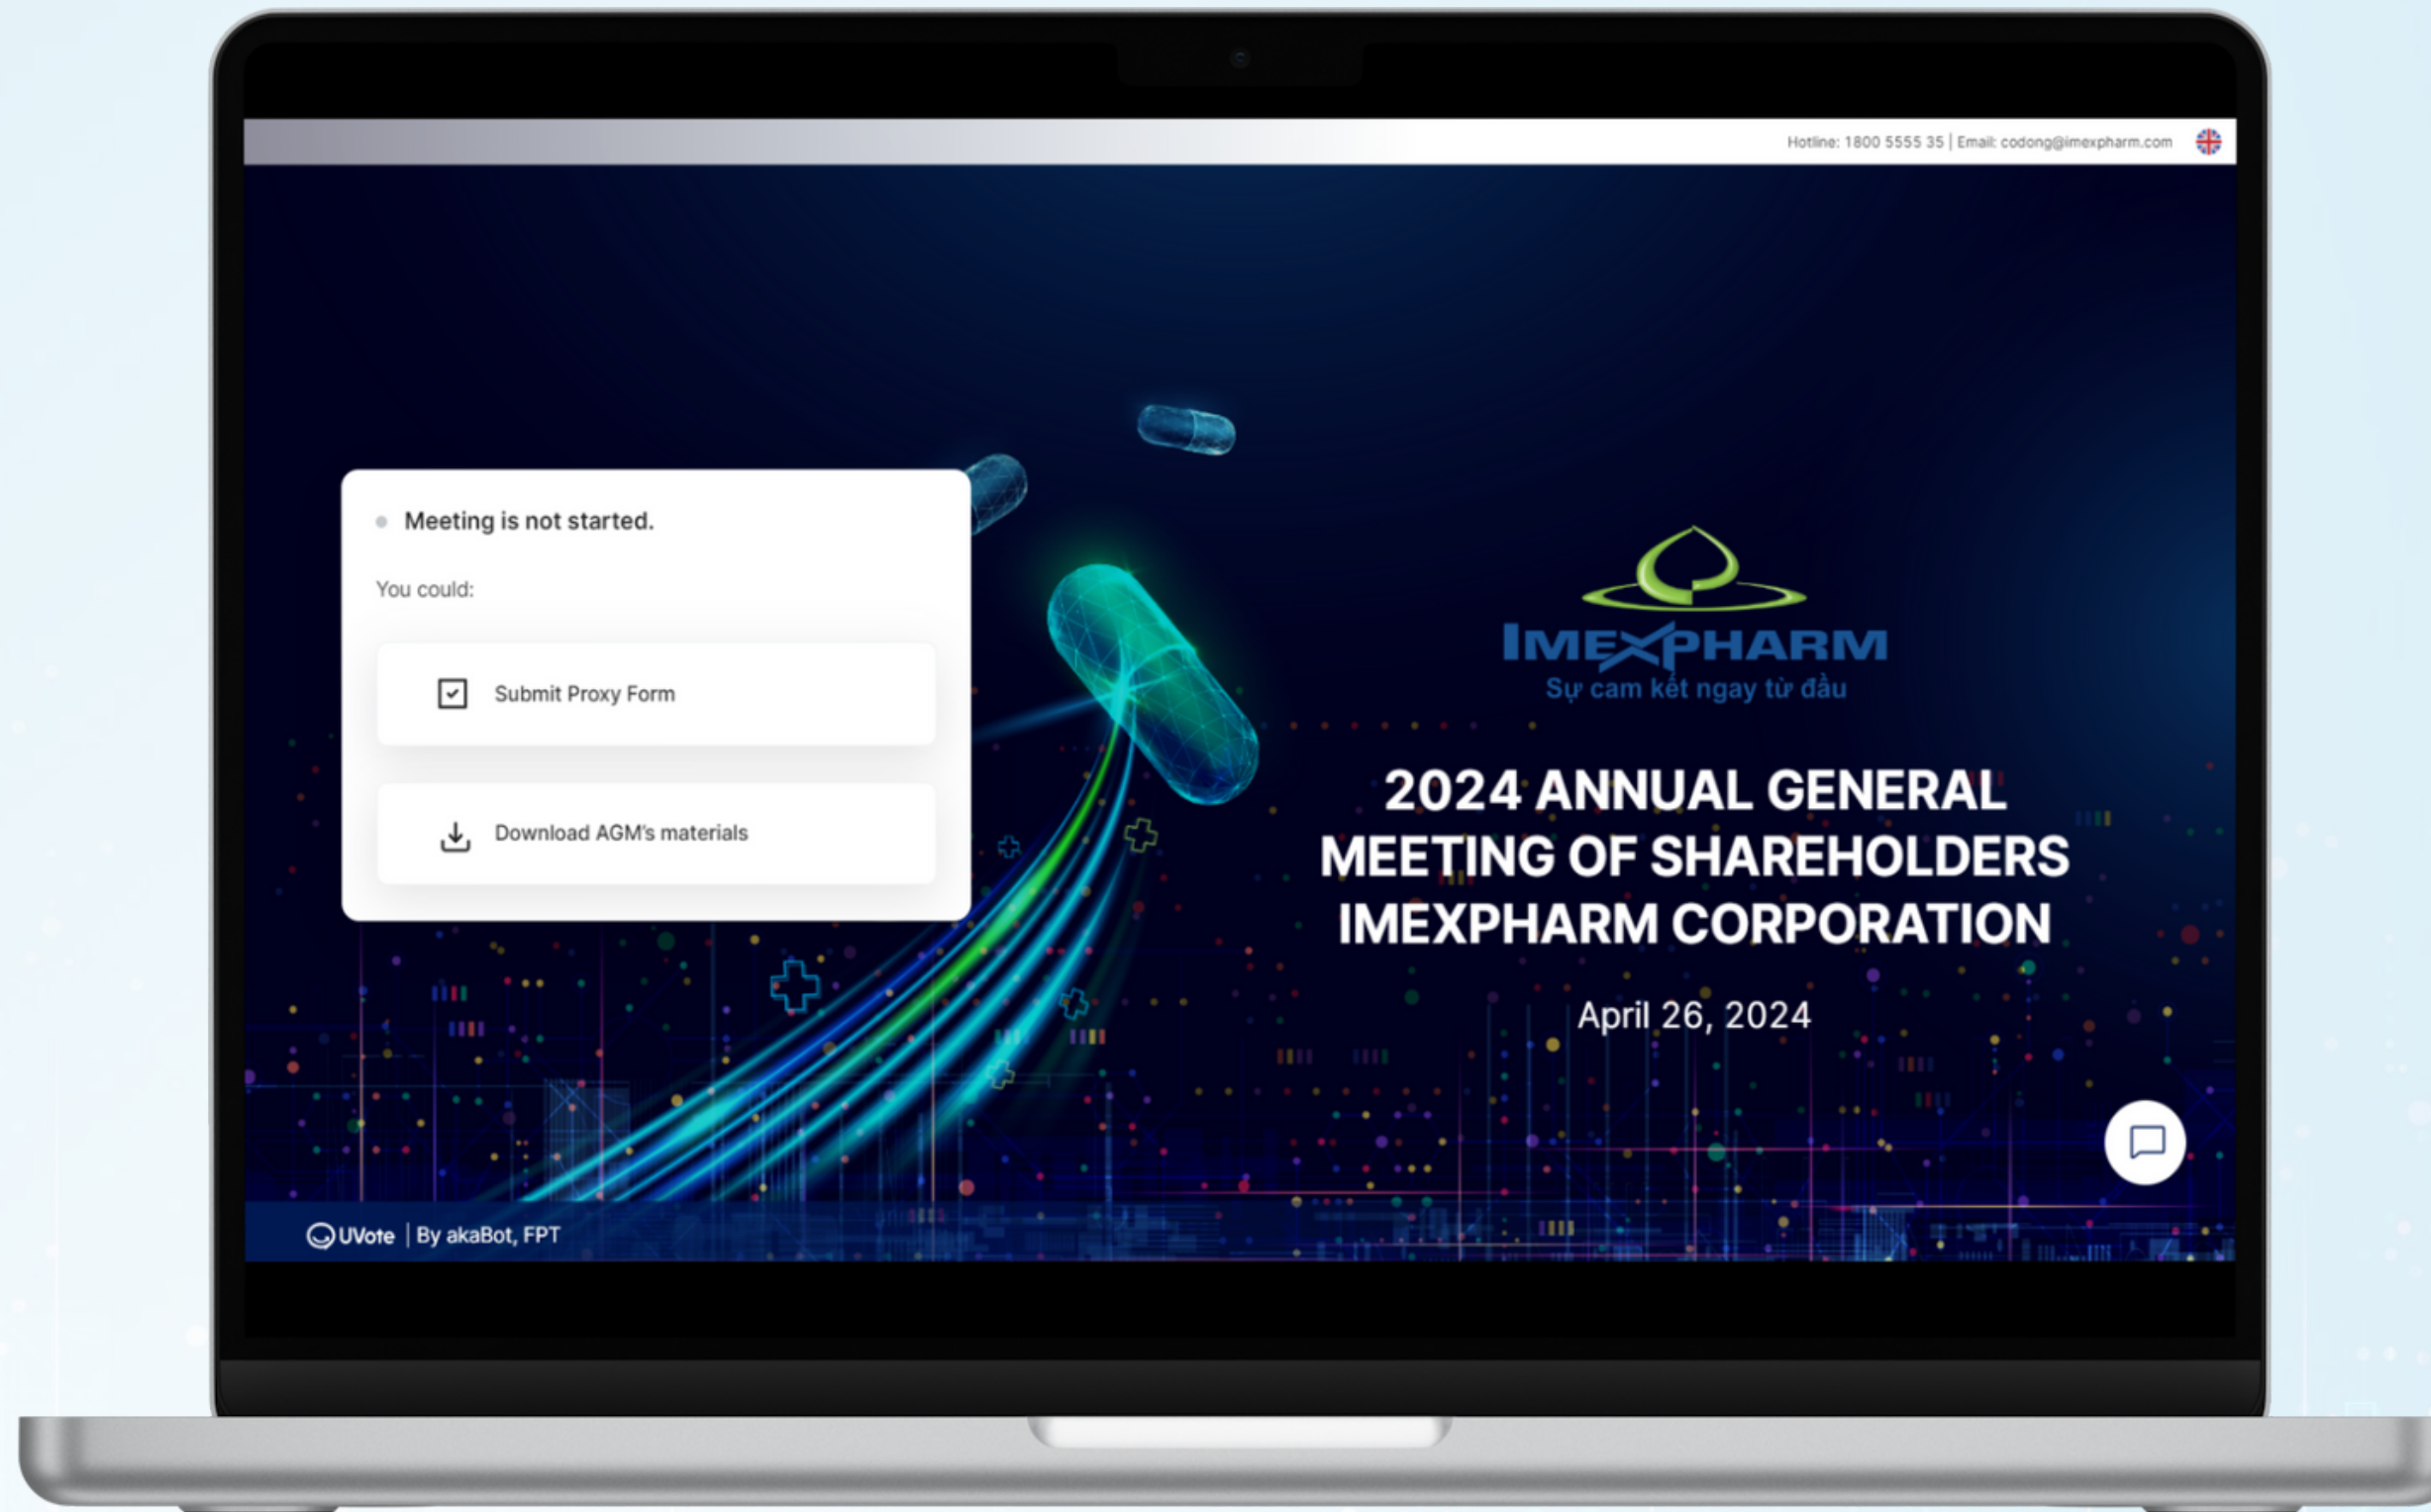 Hotline: 1800 5555 35 | Email: codong@imexpharm.com
Meeting is not started.
You could:
Submit Proxy Form
Download AGM's materials
IMEXPHARM
Sự cam kết ngay từ đầu
2024 ANNUAL GENERAL
MEETING OF SHAREHOLDERS
IMEXPHARM CORPORATION
April 26, 2024
UVote | By akaBot, FPT